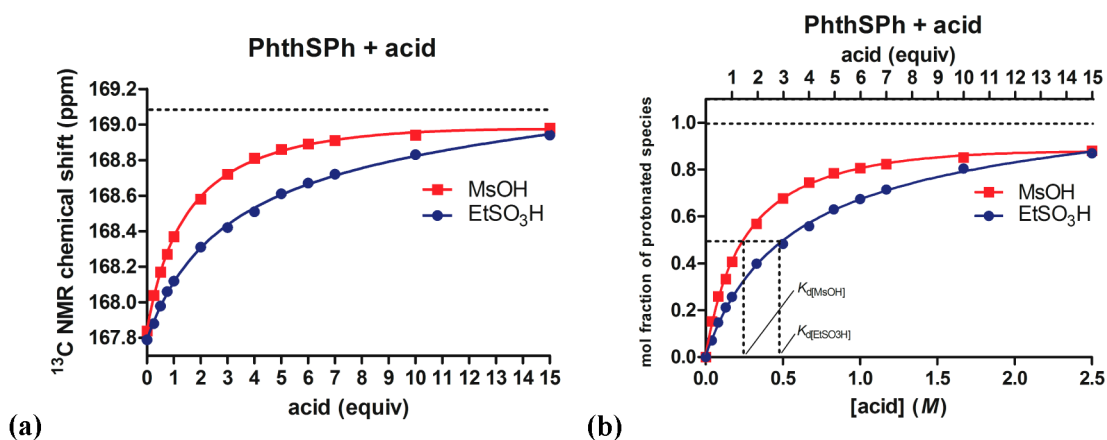 PhthSPh + acid
¹³C NMR chemical shift (ppm)
169.2
169.0
168.8
168.6
168.4
168.2
168.0
167.8
MsOH
EtSO₃H
0 1 2 3 4 5 6 7 8 9 10 11 12 13 14 15
acid (equiv)
(a)
PhthSPh + acid
acid (equiv)
1 2 3 4 5 6 7 8 9 10 11 12 13 14 15
mol fraction of protonated species
1.0
0.8
0.6
0.4
0.2
0.0
MsOH
EtSO₃H
Kd[MsOH]
Kd[EtSO3H]
0.0 0.5 1.0 1.5 2.0 2.5
[acid] (M)
(b)